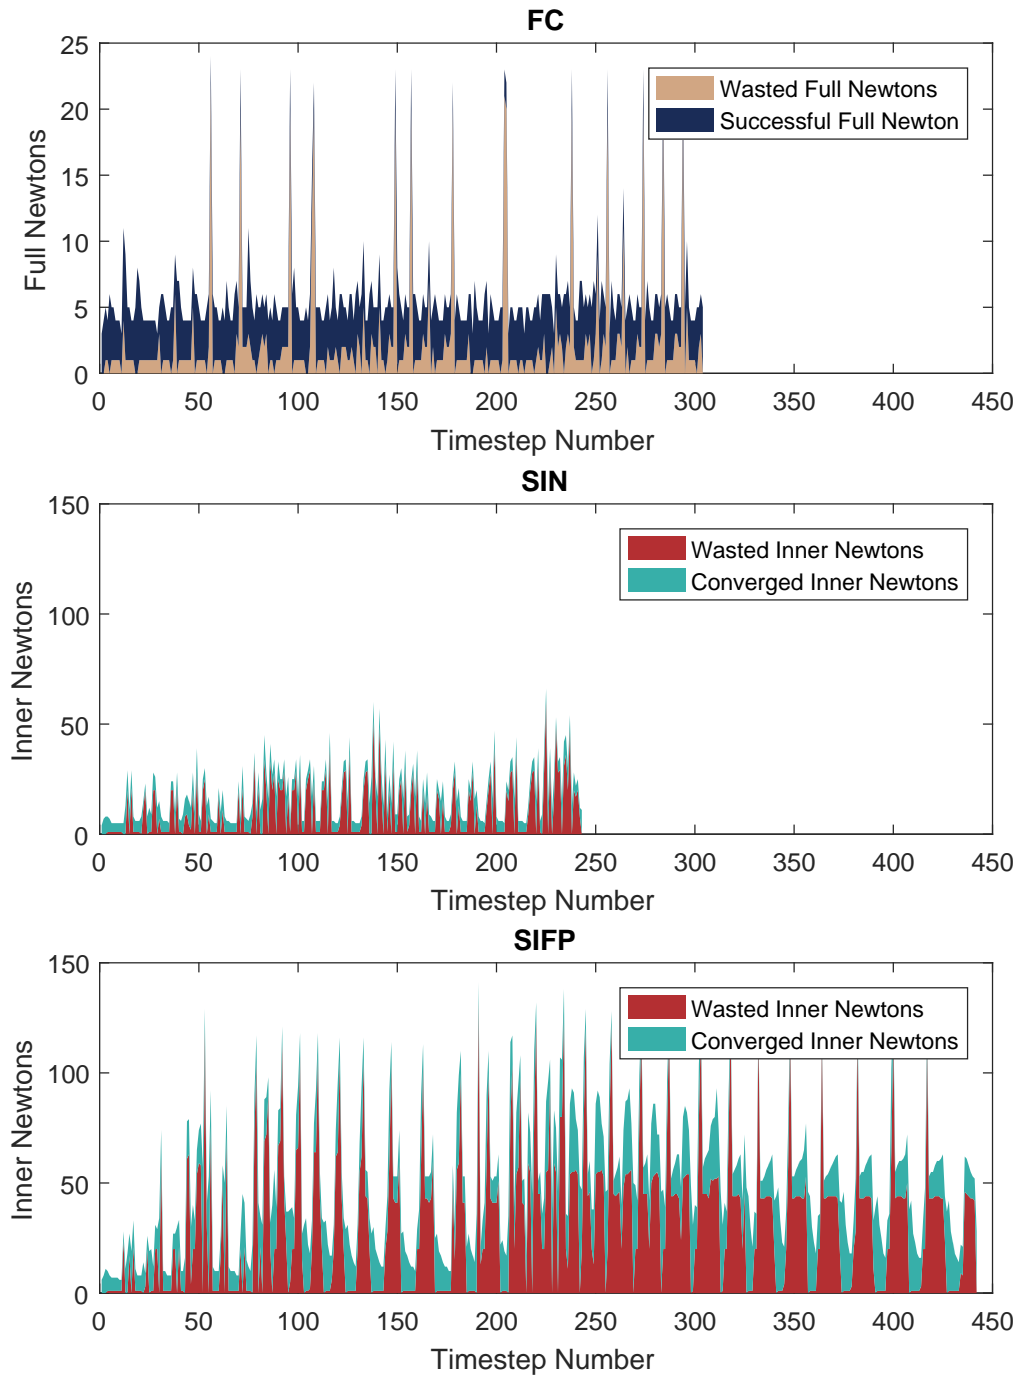 FC
25
20
15
10
5
0
Full Newtons
Wasted Full Newtons
Successful Full Newton
0 50 100 150 200 250 300 350 400 450
Timestep Number
SIN
150
100
50
0
Inner Newtons
Wasted Inner Newtons
Converged Inner Newtons
0 50 100 150 200 250 300 350 400 450
Timestep Number
SIFP
150
100
50
0
Inner Newtons
Wasted Inner Newtons
Converged Inner Newtons
0 50 100 150 200 250 300 350 400 450
Timestep Number